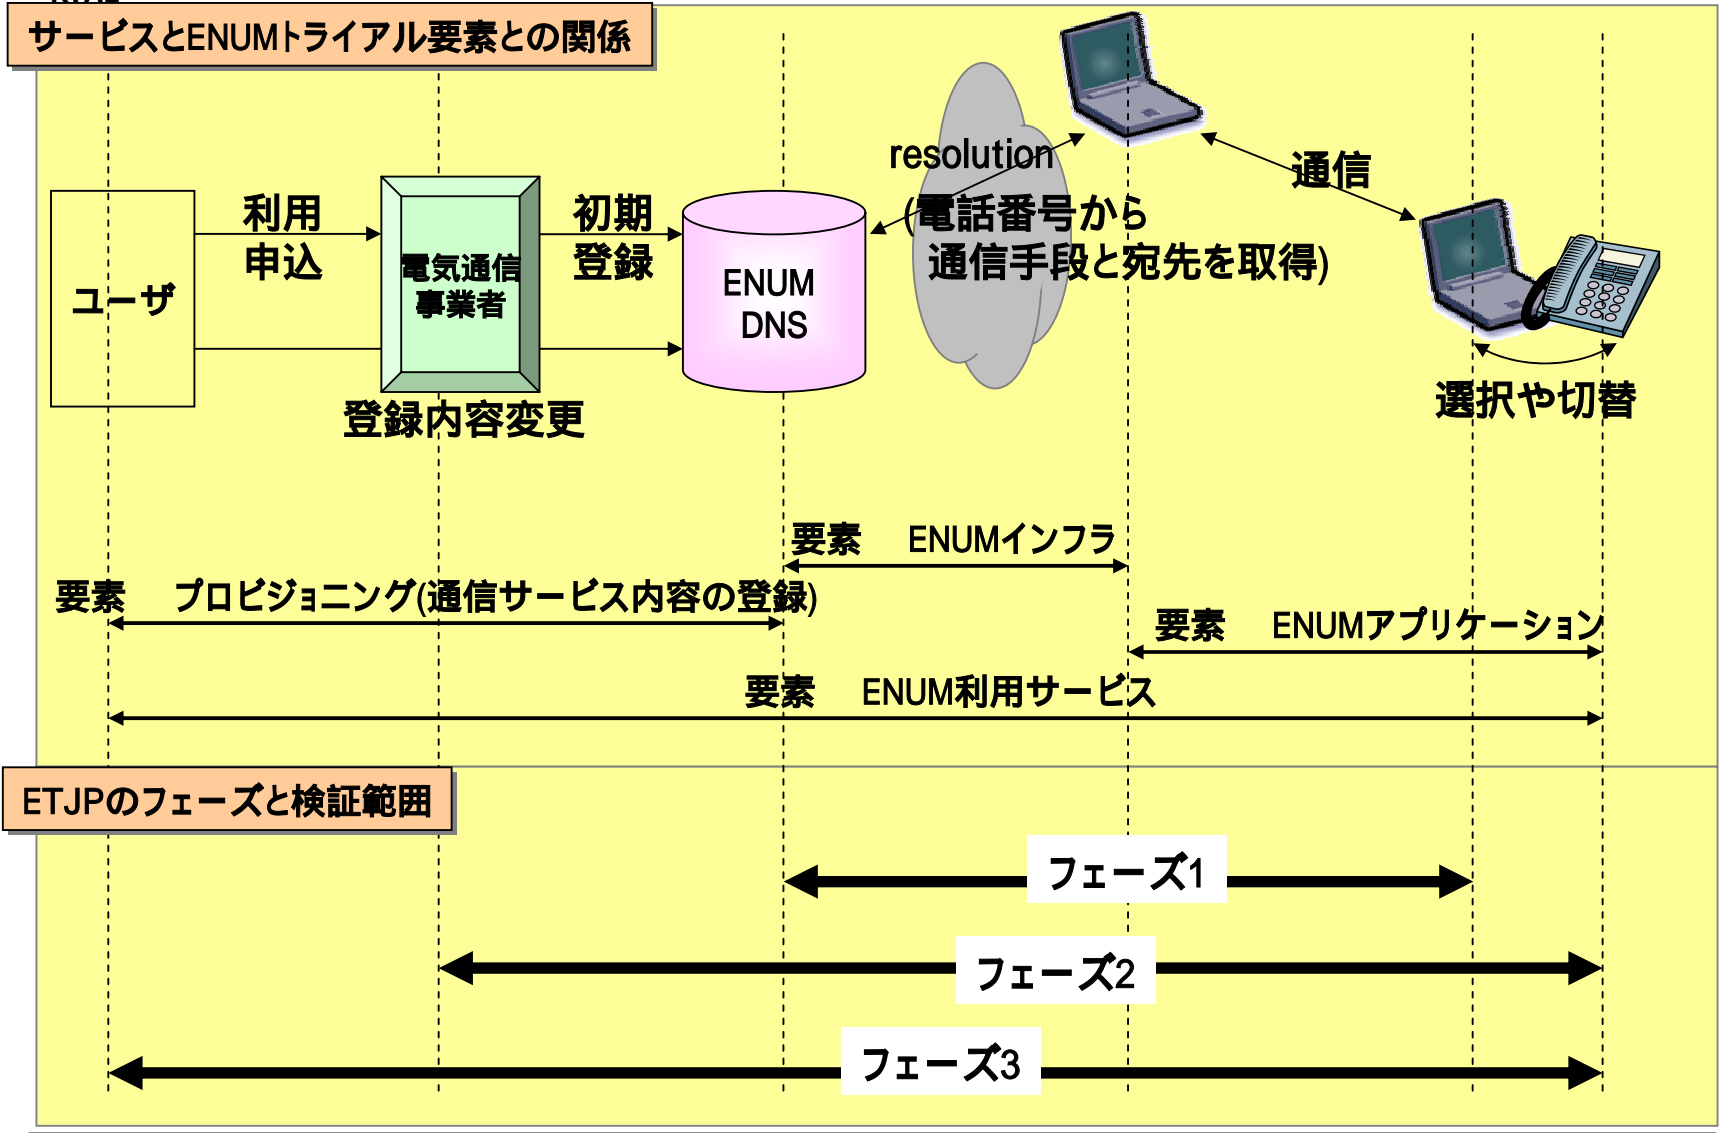 サービスとENUMトライアル要素との関係
resolution
(電話番号から
通信手段と宛先を取得)
通信
利用
申込
初期
登録
ユーザ
電気通信
事業者
ENUM
DNS
登録内容変更
選択や切替
要素 ENUMインフラ
要素 プロビジョニング(通信サービス内容の登録)
要素 ENUMアプリケーション
要素 ENUM利用サービス
ETJPのフェーズと検証範囲
フェーズ1
フェーズ2
フェーズ3